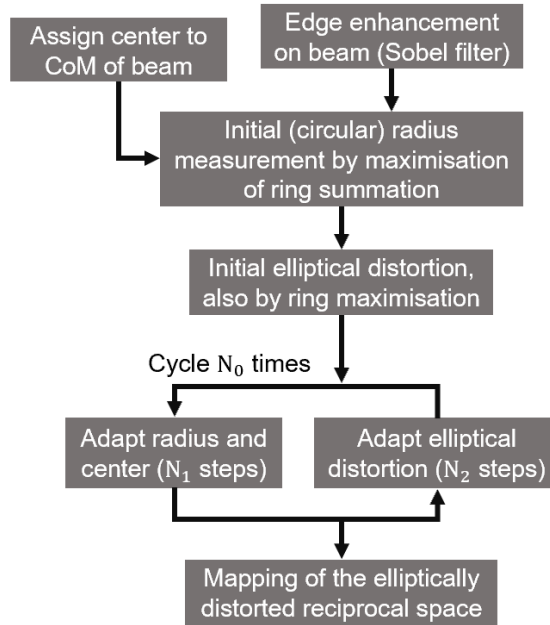 Assign center to
CoM of beam
Edge enhancement
on beam (Sobel filter)
Initial (circular) radius
measurement by maximisation
of ring summation
Initial elliptical distortion,
also by ring maximisation
Cycle N₀ times
Adapt radius and
center (N₁ steps)
Adapt elliptical
distortion (N₂ steps)
Mapping of the elliptically
distorted reciprocal space